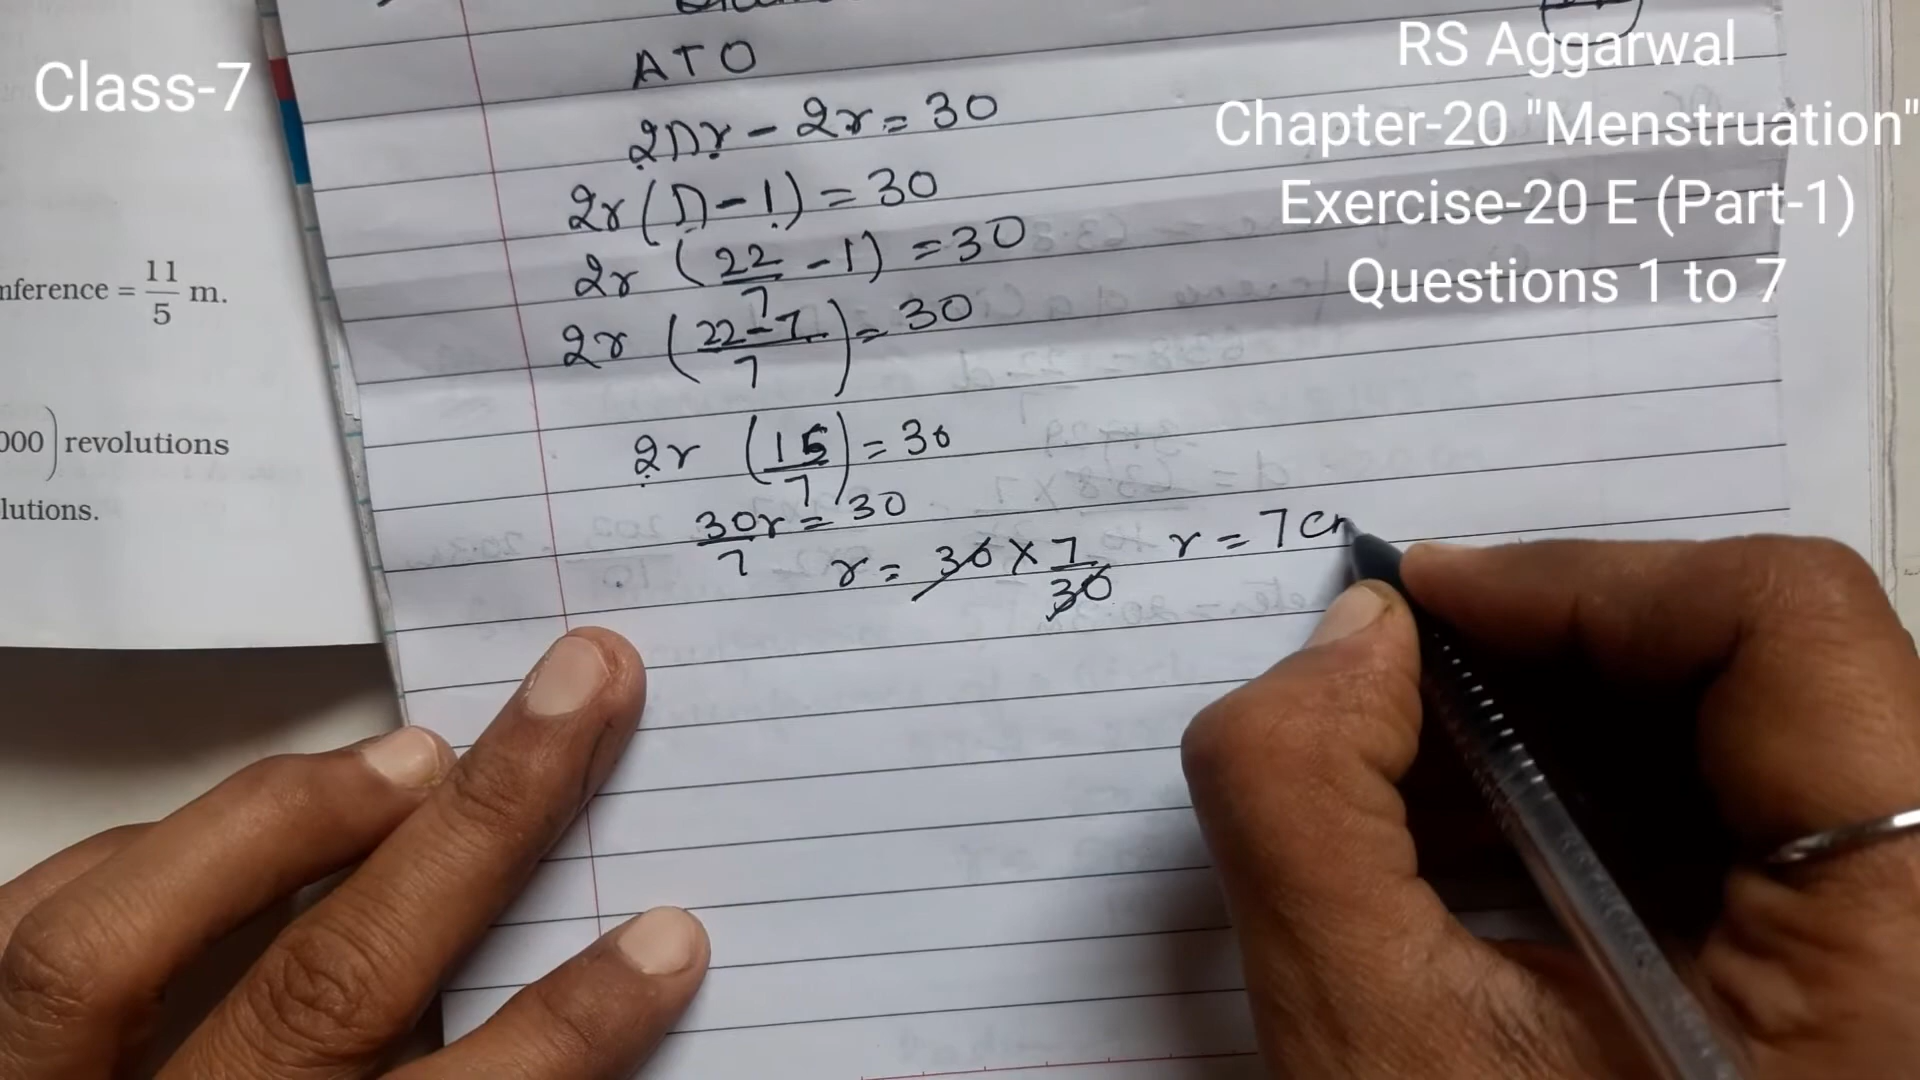 Class-7
RS Aggarwal
Chapter-20 "Menstruation"
Exercise-20 E (Part-1)
Questions 1 to 7
nference = 11/5 m.
000) revolutions
lutions.
ATO
2πr - 2r = 30
2r (π - 1) = 30
2r (22/7 - 1) = 30
2r (22-7/7) = 30
2r (15/7) = 30
30r/7 = 30
r = 30 × 7/30 r = 7 cm